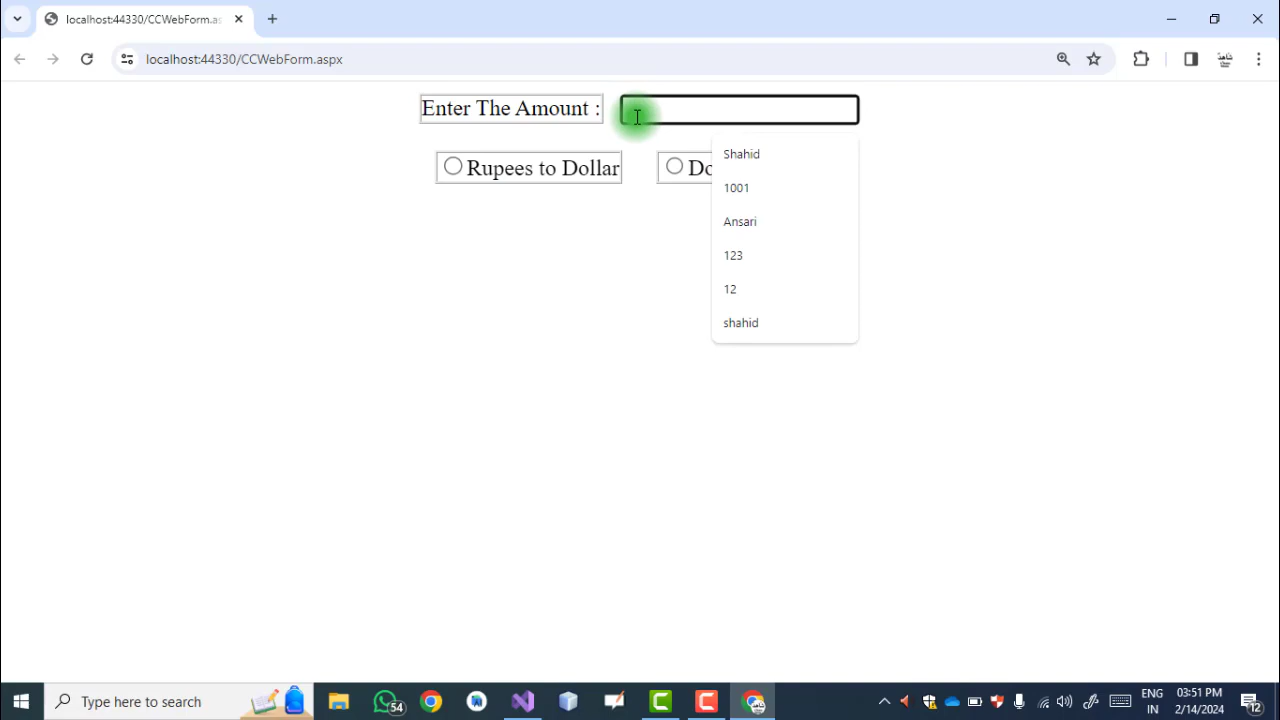 localhost:44330/CCWebForm.as
localhost:44330/CCWebForm.aspx
Enter The Amount :
Rupees to Dollar
Do
Shahid
1001
Ansari
123
12
shahid
Type here to search
54
ENG
IN
03:51 PM
2/14/2024
12